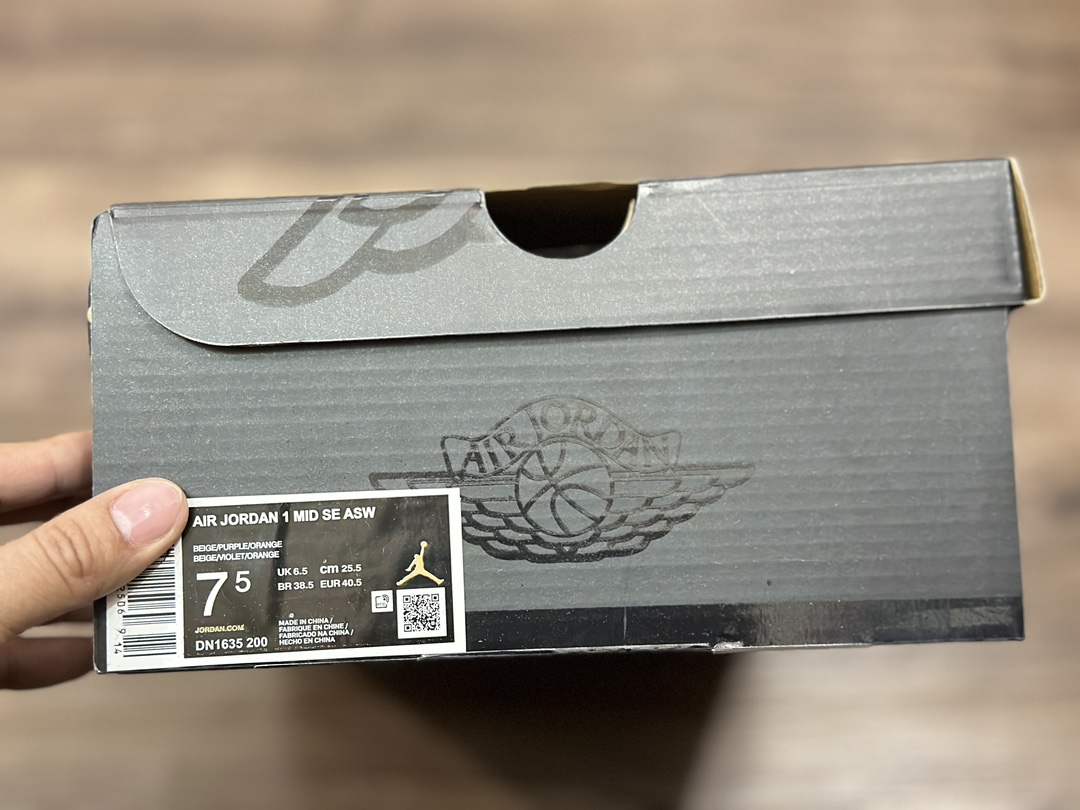 AIR JORDAN
AIR JORDAN 1 MID SE ASW
BEIGE/PURPLE/ORANGE
BEIGE/VIOLET/ORANGE
7 5
UK 6.5 cm 25.5
BR 38.5 EUR 40.5
JORDAN.COM
DN1635 200
MADE IN CHINA /
FABRIQUE EN CHINE /
FABRICADO NA CHINA /
HECHO EN CHINA